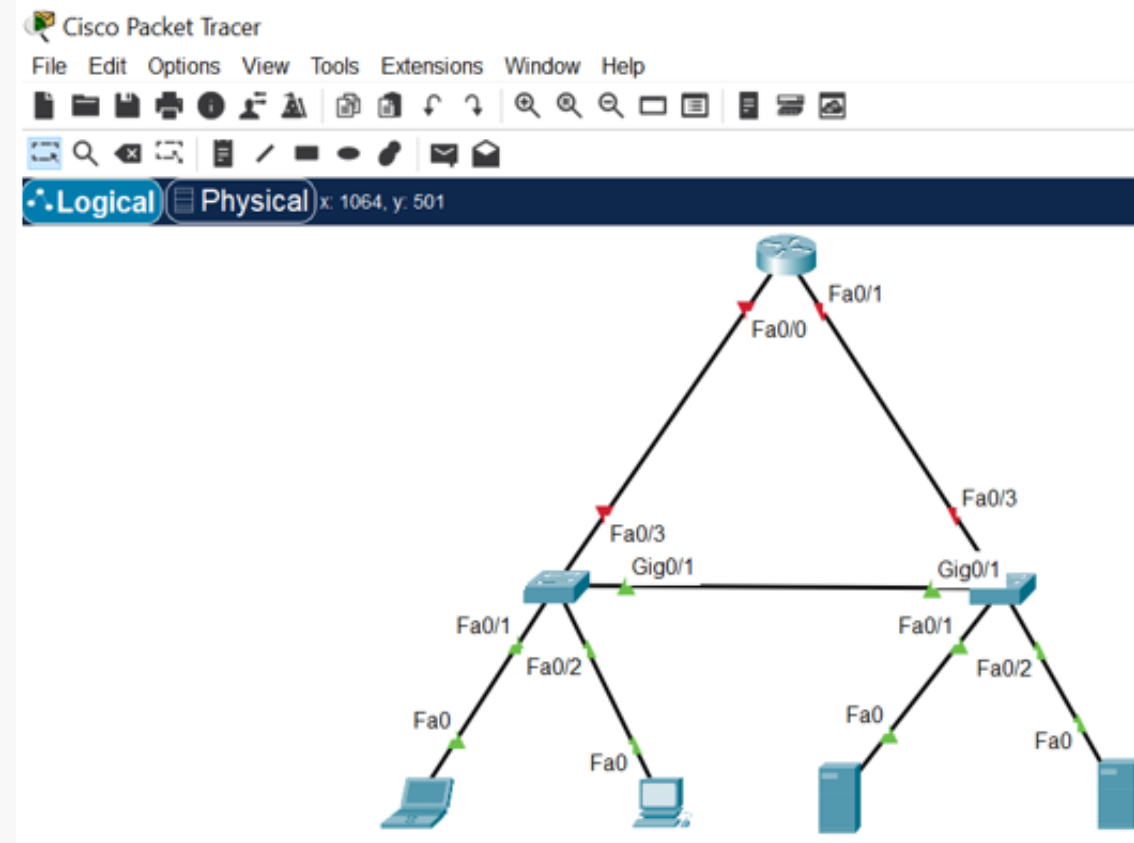 Cisco Packet Tracer
File Edit Options View Tools Extensions Window Help
Logical Physical x: 1064, y: 501
Fa0/1
Fa0/0
Fa0/3
Fa0/3
Gig0/1
Gig0/1
Fa0/1
Fa0/1
Fa0/2
Fa0/2
Fa0
Fa0
Fa0
Fa0